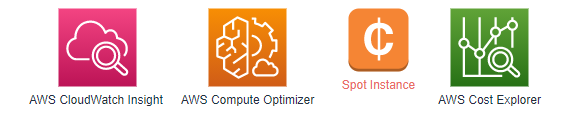 AWS CloudWatch Insight
AWS Compute Optimizer
Spot Instance
AWS Cost Explorer